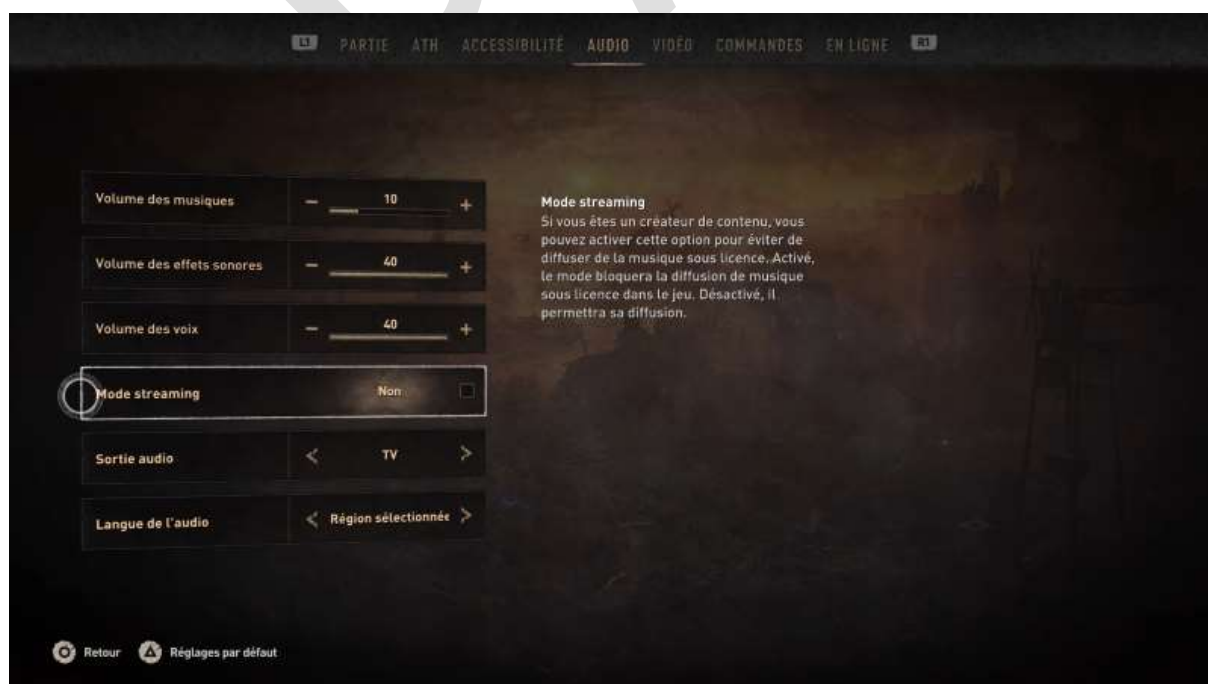 L1 PARTIE ATH ACCESSIBILITÉ AUDIO VIDÉO COMMANDES EN LIGNE R1
Volume des musiques − 10 +
Volume des effets sonores − 40 +
Volume des voix − 40 +
Mode streaming Non
Sortie audio < TV >
Langue de l'audio < Région sélectionnée >
Mode streaming
Si vous êtes un créateur de contenu, vous
pouvez activer cette option pour éviter de
diffuser de la musique sous licence. Activé,
le mode bloquera la diffusion de musique
sous licence dans le jeu. Désactivé, il
permettra sa diffusion.
Retour Réglages par défaut